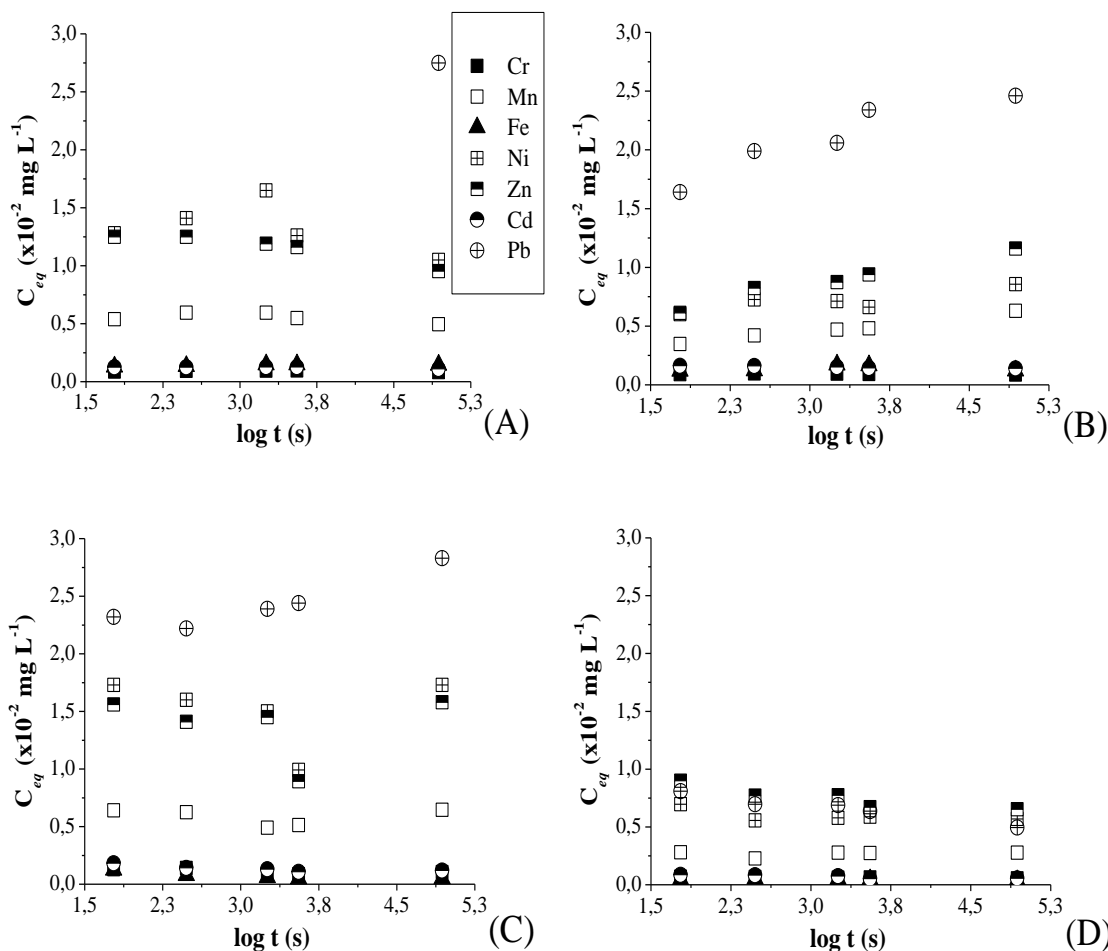 3,0
2,5
2,0
1,5
1,0
0,5
0,0
C_eq (x10^-2 mg L^-1)
1,5 2,3 3,0 3,8 4,5 5,3
log t (s)
(A)
Cr
Mn
Fe
Ni
Zn
Cd
Pb
3,0
2,5
2,0
1,5
1,0
0,5
0,0
C_eq (x10^-2 mg L^-1)
1,5 2,3 3,0 3,8 4,5 5,3
log t (s)
(B)
3,0
2,5
2,0
1,5
1,0
0,5
0,0
C_eq (x10^-2 mg L^-1)
1,5 2,3 3,0 3,8 4,5 5,3
log t (s)
(C)
3,0
2,5
2,0
1,5
1,0
0,5
0,0
C_eq (x10^-2 mg L^-1)
1,5 2,3 3,0 3,8 4,5 5,3
log t (s)
(D)